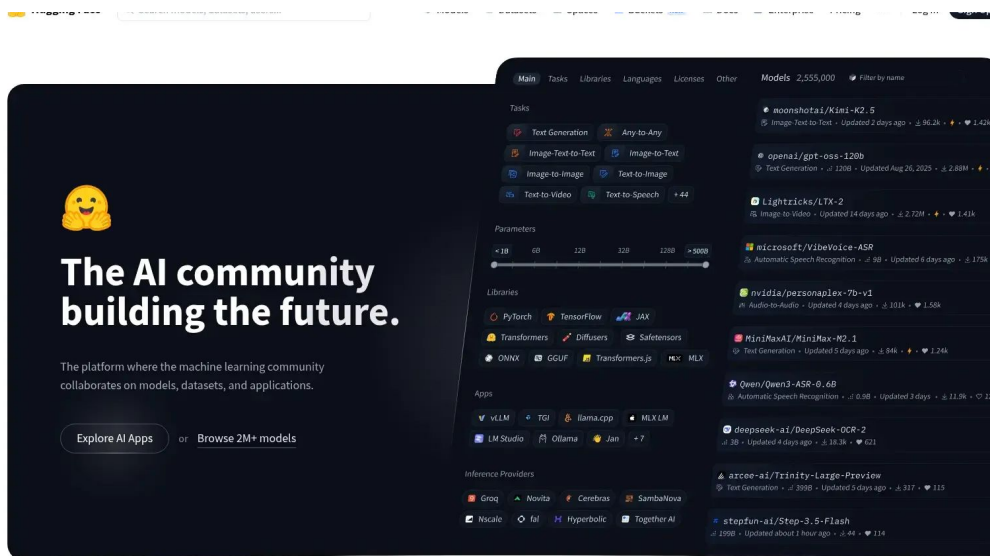 Main Tasks Libraries Languages Licenses Other
Models 2,555,000 Filter by name
The AI community
building the future.
The platform where the machine learning community
collaborates on models, datasets, and applications.
Explore AI Apps or Browse 2M+ models
Tasks
Text Generation Any-to-Any
Image-Text-to-Text Image-to-Text
Image-to-Image Text-to-Image
Text-to-Video Text-to-Speech + 44
Parameters
< 1B 6B 12B 32B 128B > 500B
Libraries
PyTorch TensorFlow JAX
Transformers Diffusers Safetensors
ONNX GGUF Transformers.js MLX MLX
Apps
vLLM TGI llama.cpp MLX LM
LM Studio Ollama Jan + 7
Inference Providers
Groq Novita Cerebras SambaNova
Nscale fal Hyperbolic Together AI
moonshotai/Kimi-K2.5
Image-Text-to-Text • Updated 2 days ago • 96.2k • • 1.42k
openai/gpt-oss-120b
Text Generation • 120B • Updated Aug 26, 2025 • 2.88M •
Lightricks/LTX-2
Image-to-Video • Updated 14 days ago • 2.72M • • 1.41k
microsoft/VibeVoice-ASR
Automatic Speech Recognition • 9B • Updated 6 days ago • 175k
nvidia/personaplex-7b-v1
Audio-to-Audio • Updated 4 days ago • 101k • 1.58k
MiniMaxAI/MiniMax-M2.1
Text Generation • Updated 5 days ago • 84k • • 1.24k
Qwen/Qwen3-ASR-0.6B
Automatic Speech Recognition • 0.9B • Updated 3 days • 11.9k •
deepseek-ai/DeepSeek-OCR-2
3B • Updated 4 days ago • 18.3k • 621
arcee-ai/Trinity-Large-Preview
Text Generation • 399B • Updated 5 days ago • 317 • 115
stepfun-ai/Step-3.5-Flash
199B • Updated about 1 hour ago • 44 • 114